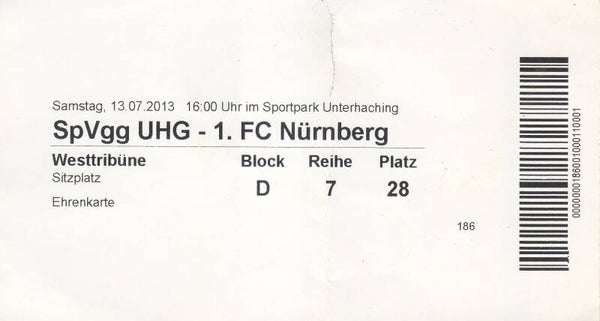 Samstag, 13.07.2013 16:00 Uhr im Sportpark Unterhaching
SpVgg UHG - 1. FC Nürnberg
Westtribüne Block Reihe Platz
Sitzplatz D 7 28
Ehrenkarte
186
0000000186001000110001